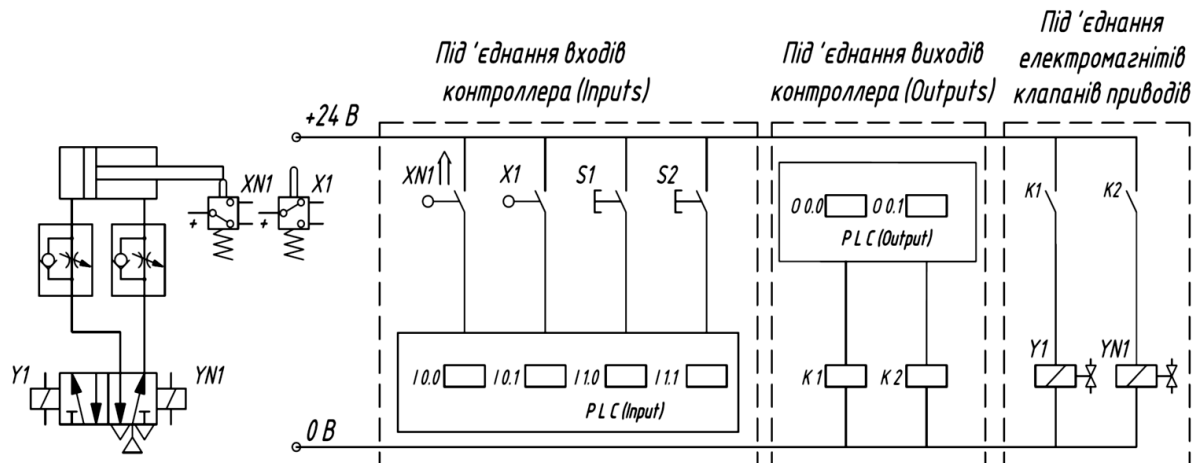 Під 'єднання входів
контроллера (Inputs)
Під 'єднання виходів
контроллера (Outputs)
Під 'єднання
електромагнітів
клапанів приводів
+24 В
XN1
X1
+
+
Y1
YN1
XN1
X1
S1
S2
I 0.0
I 0.1
I 1.0
I 1.1
P L C (Input)
O 0.0
O 0.1
P L C (Output)
K 1
K 2
K1
K2
Y1
YN1
0 В